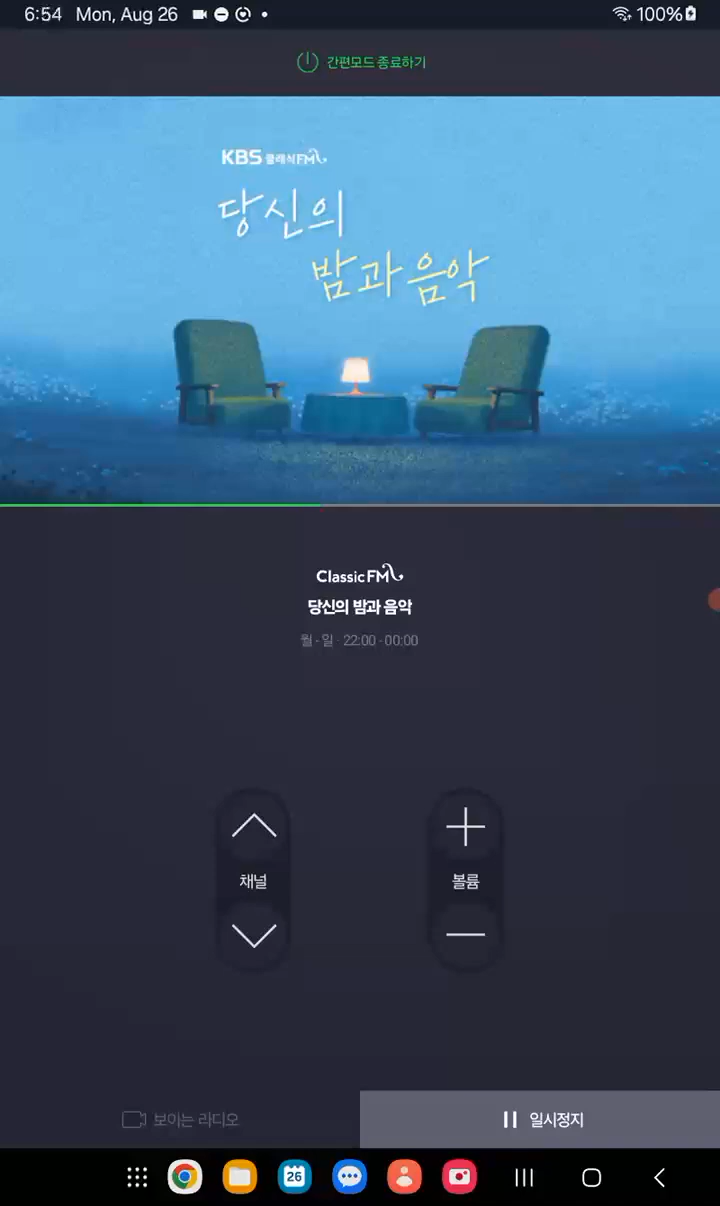 6:54 Mon, Aug 26
100%
간편모드 종료하기
KBS 클래식FM
당신의
밤과 음악
Classic FM
당신의 밤과 음악
월 - 일 · 22:00 - 00:00
채널
볼륨
보이는 라디오
일시정지
26